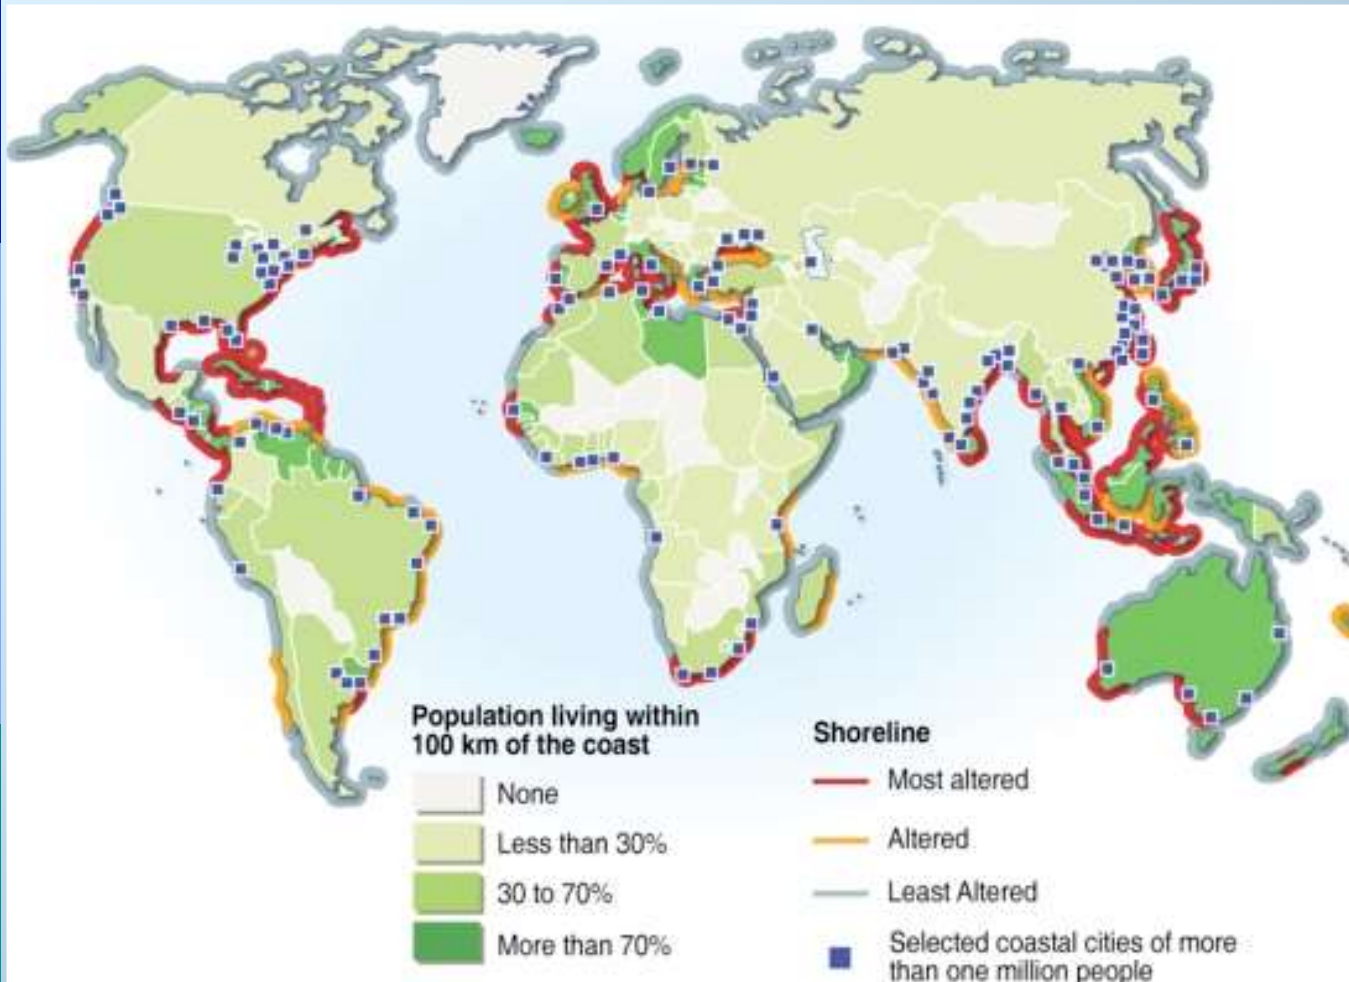 Population living within
100 km of the coast
None
Less than 30%
30 to 70%
More than 70%
Shoreline
Most altered
Altered
Least Altered
Selected coastal cities of more
than one million people